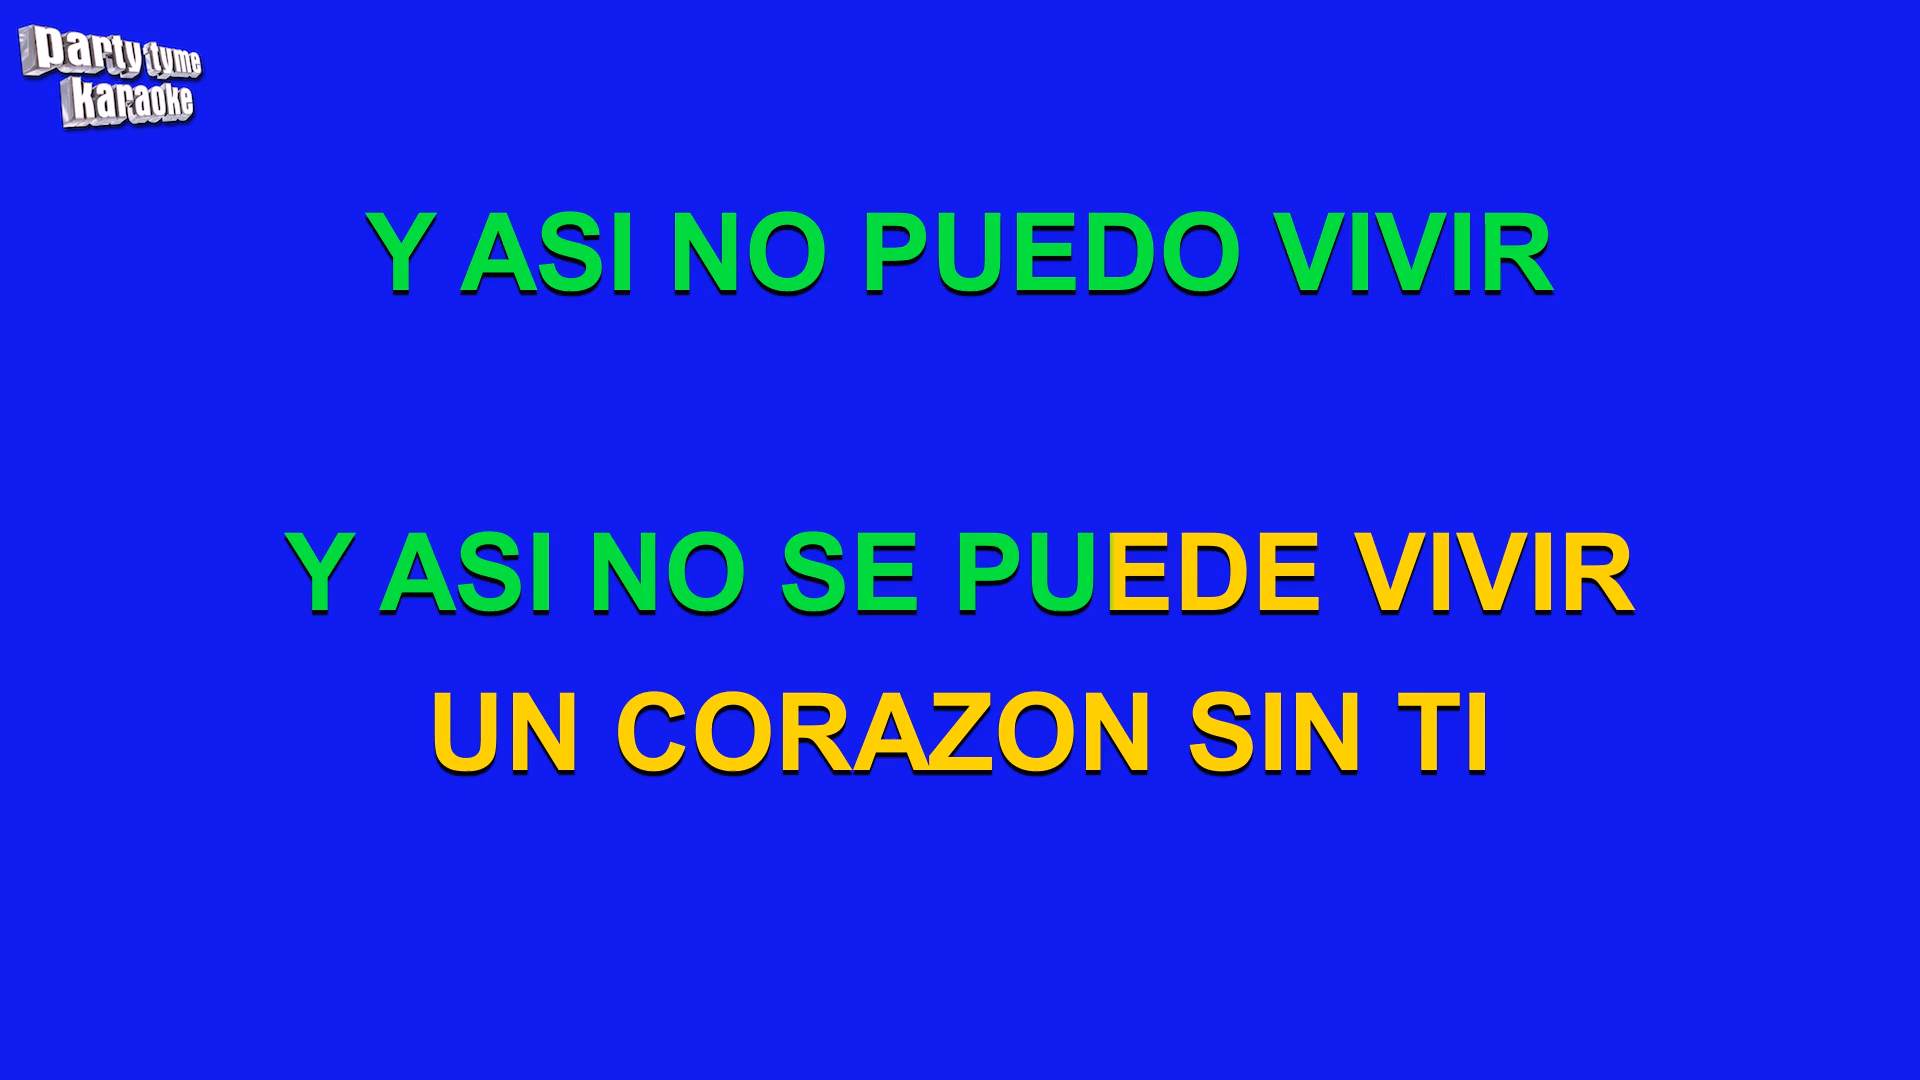 party tyme
karaoke
Y ASI NO PUEDO VIVIR
Y ASI NO SE PUEDE VIVIR
UN CORAZON SIN TI